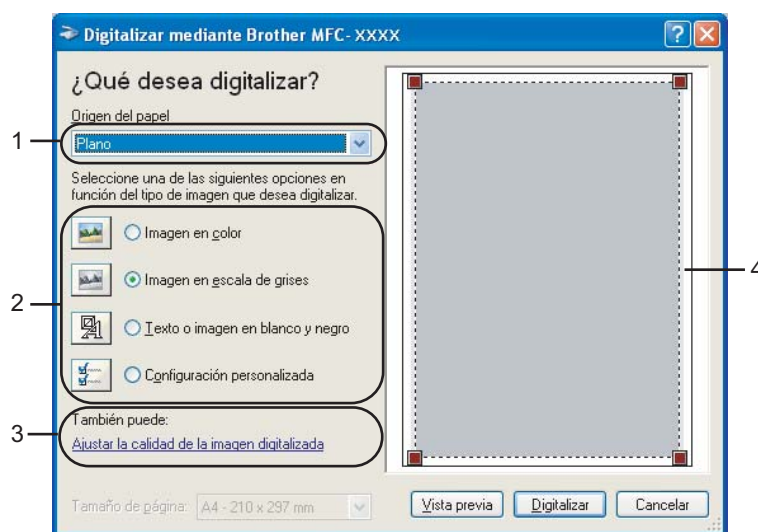 Digitalizar mediante Brother MFC-XXXX
¿Qué desea digitalizar?
Origen del papel
1
Plano
Seleccione una de las siguientes opciones en
función del tipo de imagen que desea digitalizar.
2
Imagen en color
Imagen en escala de grises
Texto o imagen en blanco y negro
Configuración personalizada
3
También puede:
Ajustar la calidad de la imagen digitalizada
4
Tamaño de página: A4 - 210 x 297 mm
Vista previa Digitalizar Cancelar